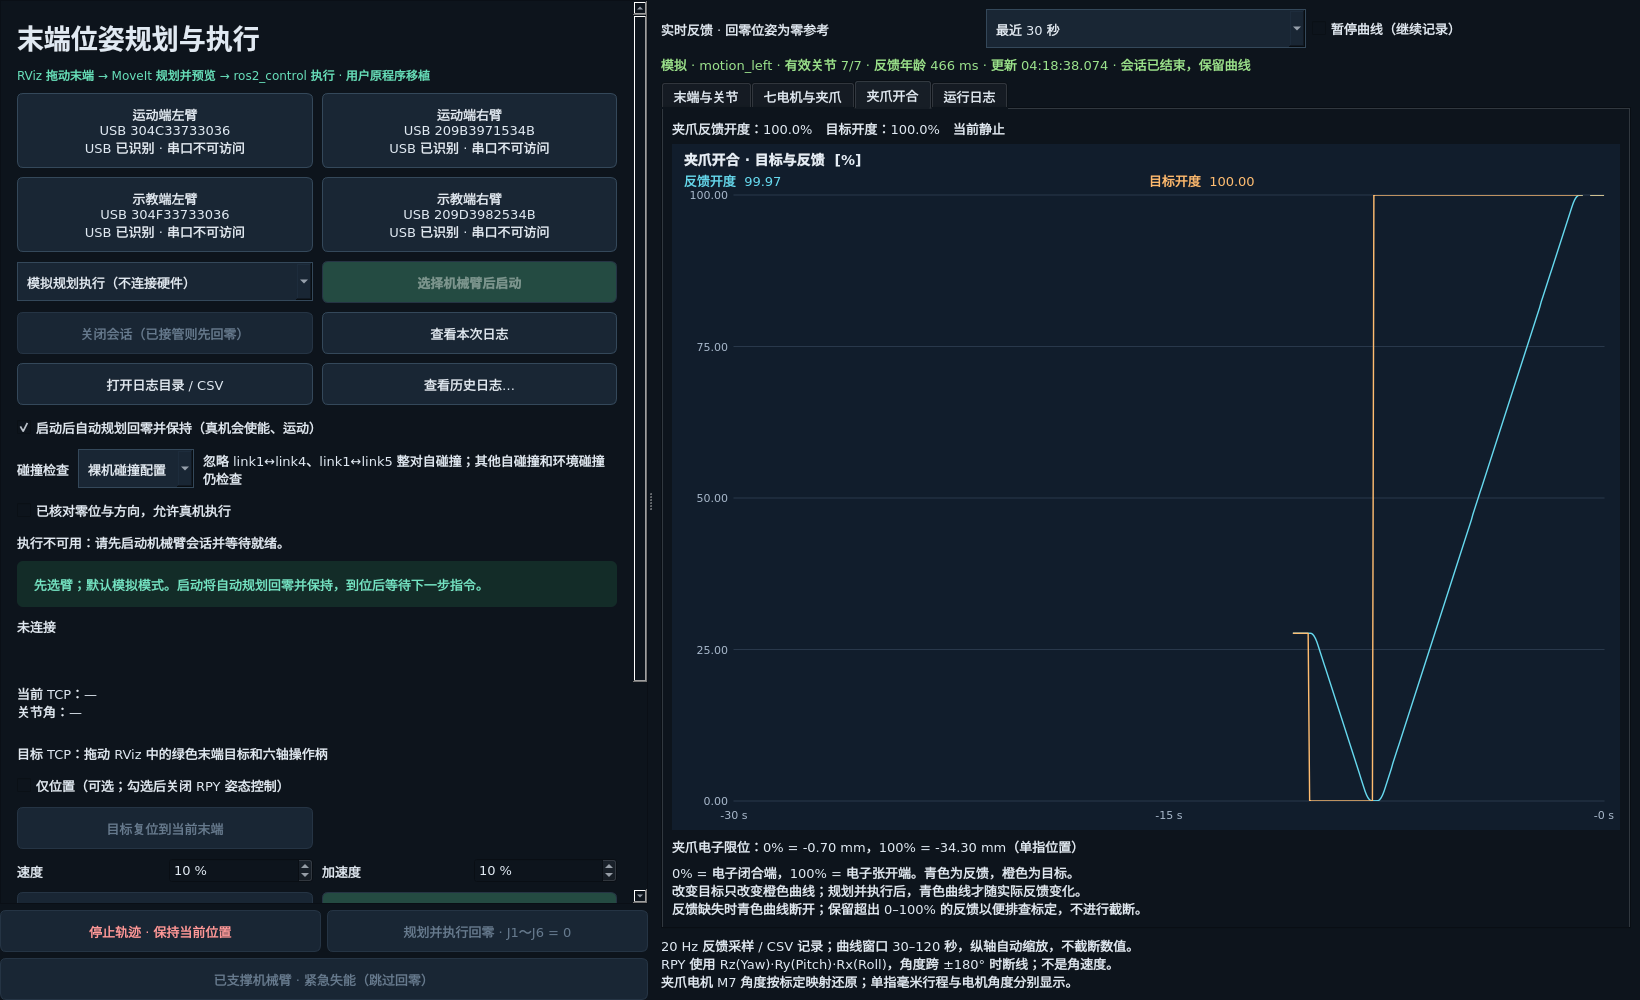 末端位姿规划与执行
RViz 拖动末端 → MoveIt 规划并预览 → ros2_control 执行 · 用户原程序移植
运动端左臂
USB 304C33733036
USB 已识别 · 串口不可访问
运动端右臂
USB 209B3971534B
USB 已识别 · 串口不可访问
示教端左臂
USB 304F33733036
USB 已识别 · 串口不可访问
示教端右臂
USB 209D3982534B
USB 已识别 · 串口不可访问
模拟规划执行（不连接硬件）
选择机械臂后启动
关闭会话（已接管则先回零）
查看本次日志
打开日志目录 / CSV
查看历史日志…
启动后自动规划回零并保持（真机会使能、运动）
碰撞检查
裸机碰撞配置
忽略 link1↔link4、link1↔link5 整对自碰撞；其他自碰撞和环境碰撞
仍检查
已核对零位与方向，允许真机执行
执行不可用：请先启动机械臂会话并等待就绪。
先选臂；默认模拟模式。启动将自动规划回零并保持，到位后等待下一步指令。
未连接
当前 TCP：—
关节角：—
目标 TCP：拖动 RViz 中的绿色末端目标和六轴操作柄
仅位置（可选；勾选后关闭 RPY 姿态控制）
目标复位到当前末端
速度
10 %
加速度
10 %
停止轨迹 · 保持当前位置
规划并执行回零 · J1～J6 = 0
已支撑机械臂 · 紧急失能（跳过回零）
实时反馈 · 回零位姿为零参考
最近 30 秒
暂停曲线（继续记录）
模拟 · motion_left · 有效关节 7/7 · 反馈年龄 466 ms · 更新 04:18:38.074 · 会话已结束，保留曲线
末端与关节
七电机与夹爪
夹爪开合
运行日志
夹爪反馈开度：100.0% 目标开度：100.0% 当前静止
夹爪开合 · 目标与反馈 [%]
反馈开度 99.97
目标开度 100.00
100.00
75.00
50.00
25.00
0.00
-30 s
-15 s
-0 s
夹爪电子限位：0% = -0.70 mm，100% = -34.30 mm（单指位置）
0% = 电子闭合端，100% = 电子张开端。青色为反馈，橙色为目标。
改变目标只改变橙色曲线；规划并执行后，青色曲线才随实际反馈变化。
反馈缺失时青色曲线断开；保留超出 0–100% 的反馈以便排查标定，不进行截断。
20 Hz 反馈采样 / CSV 记录；曲线窗口 30–120 秒，纵轴自动缩放，不截断数值。
RPY 使用 Rz(Yaw)·Ry(Pitch)·Rx(Roll)，角度跨 ±180° 时断线；不是角速度。
夹爪电机 M7 角度按标定映射还原；单指毫米行程与电机角度分别显示。